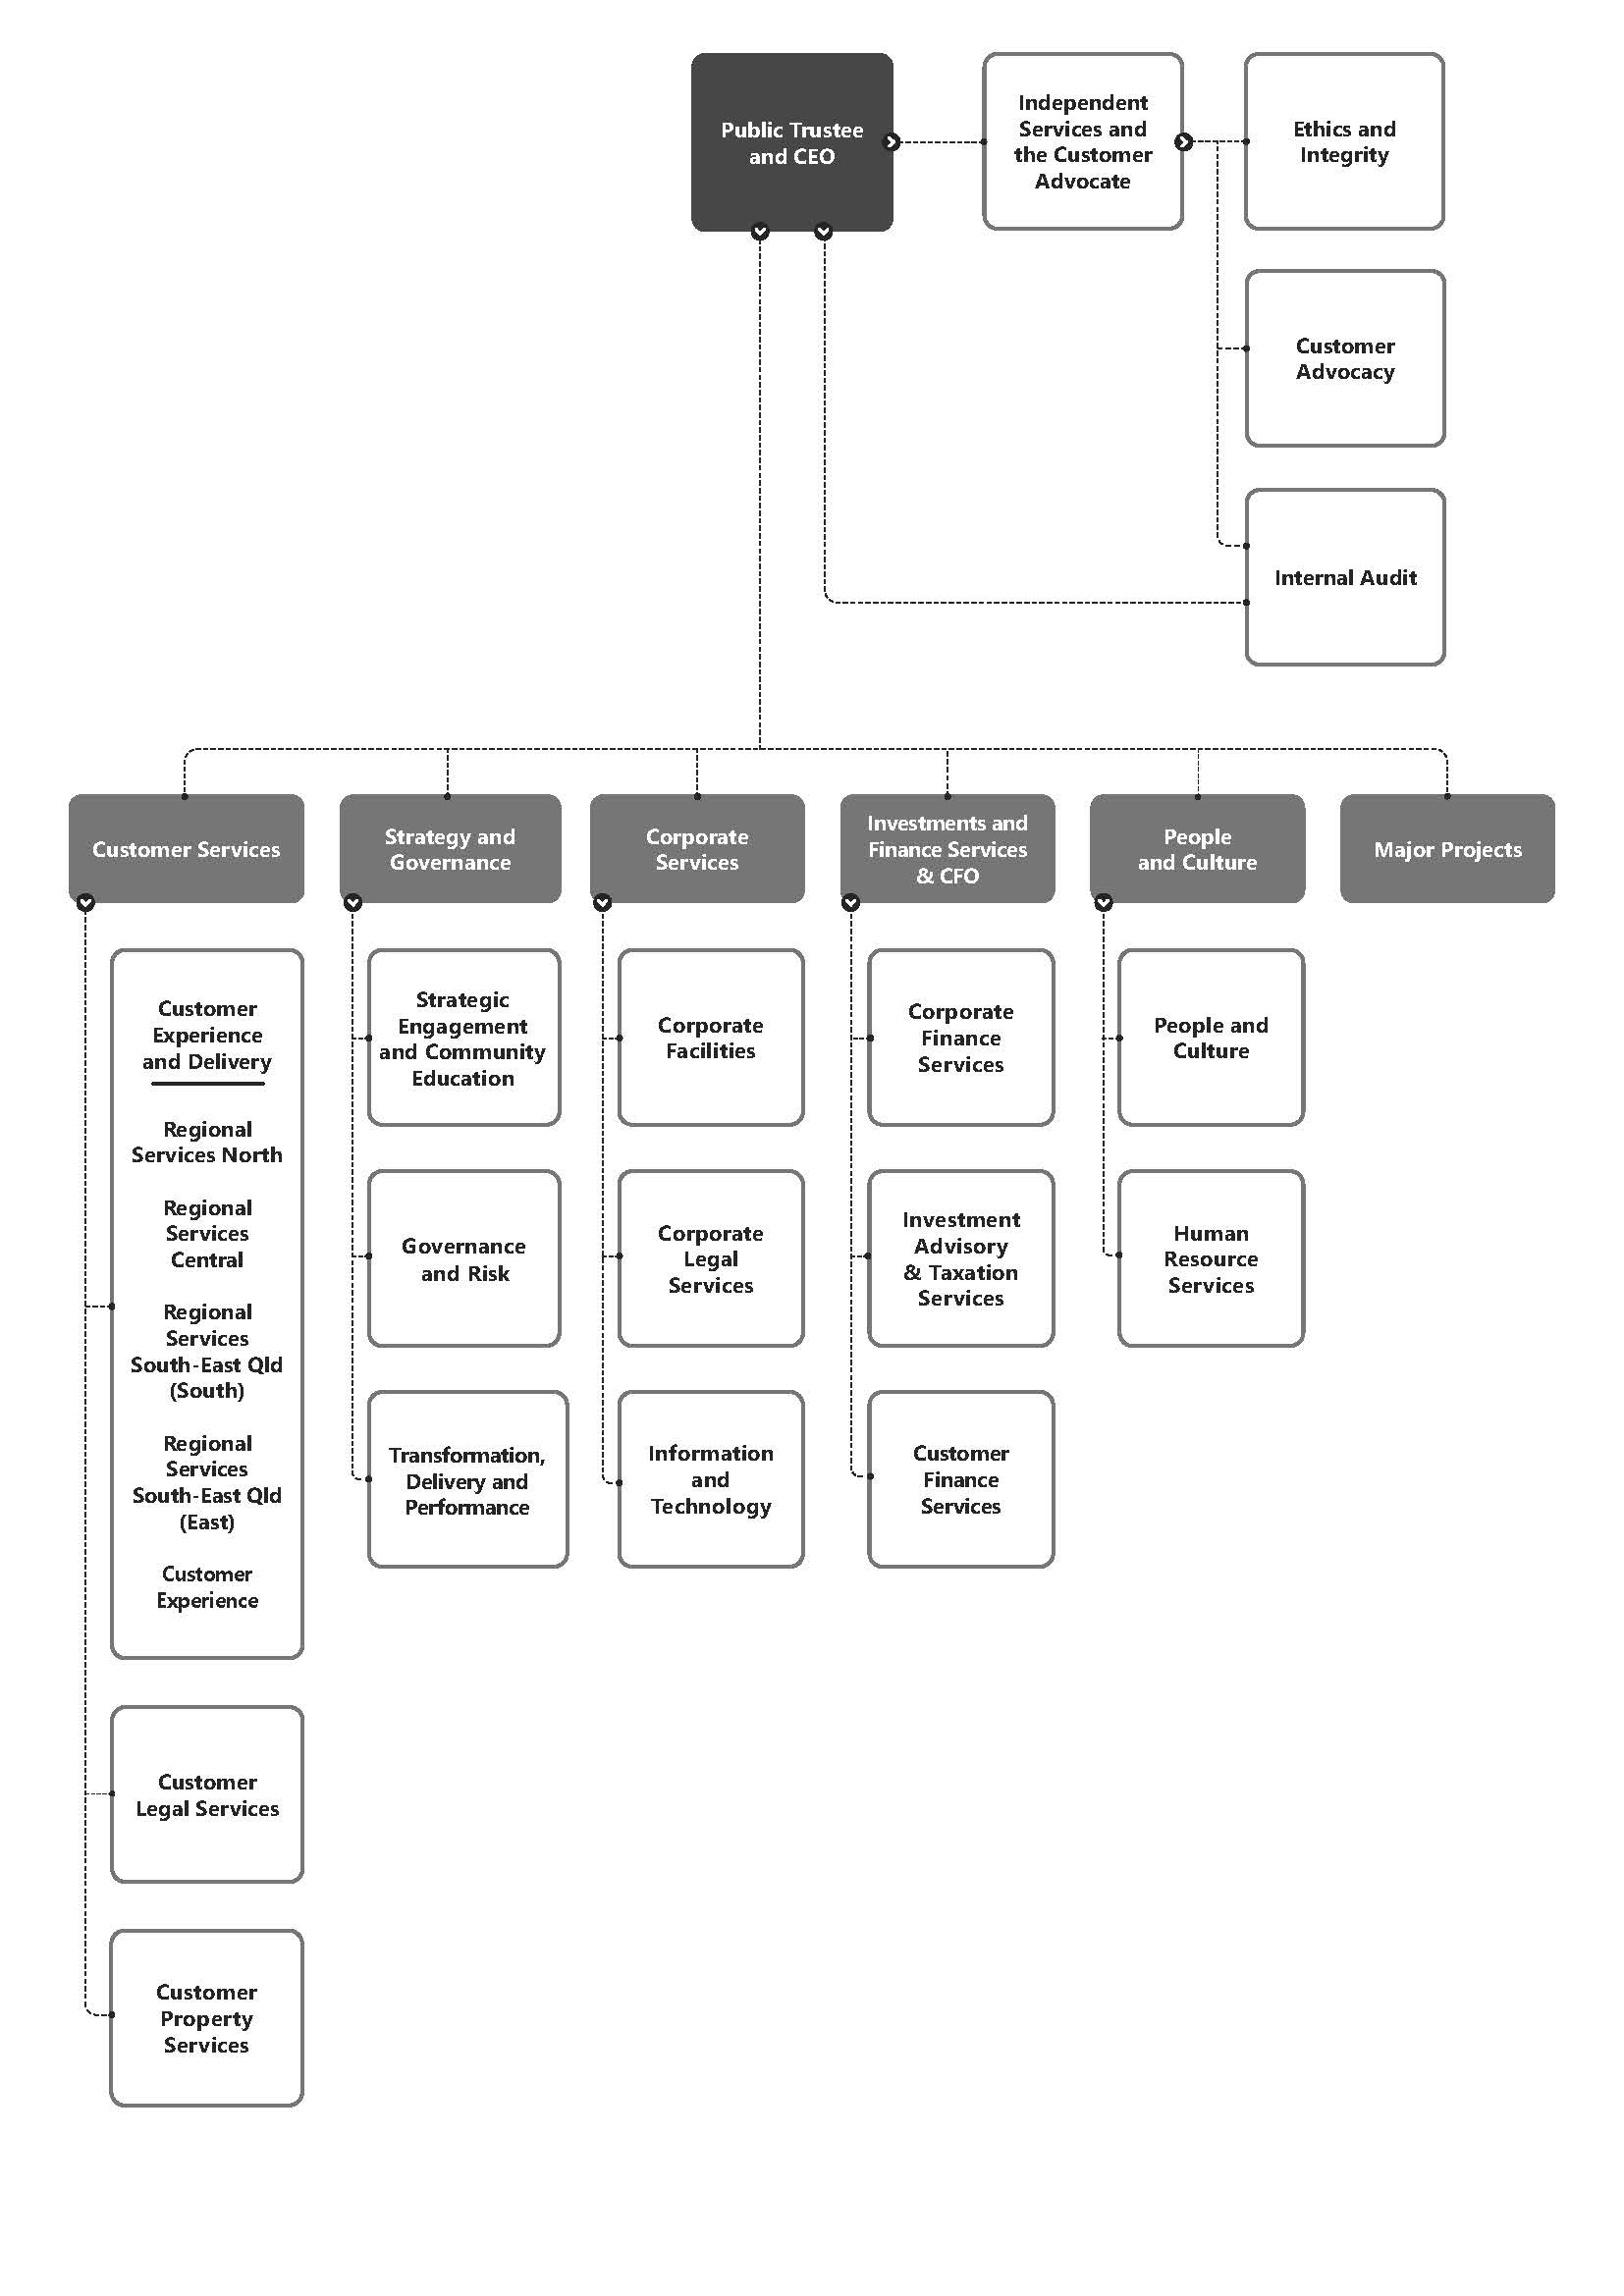 Public Trustee
and CEO
Independent
Services and
the Customer
Advocate
Ethics and
Integrity
Customer
Advocacy
Internal Audit
Customer Services
Strategy and
Governance
Corporate
Services
Investments and
Finance Services
& CFO
People
and Culture
Major Projects
Customer
Experience
and Delivery
Regional
Services North
Regional
Services
Central
Regional
Services
South-East Qld
(South)
Regional
Services
South-East Qld
(East)
Customer
Experience
Customer
Legal Services
Customer
Property
Services
Strategic
Engagement
and Community
Education
Governance
and Risk
Transformation,
Delivery and
Performance
Corporate
Facilities
Corporate
Legal
Services
Information
and
Technology
Corporate
Finance
Services
Investment
Advisory
& Taxation
Services
Customer
Finance
Services
People and
Culture
Human
Resource
Services